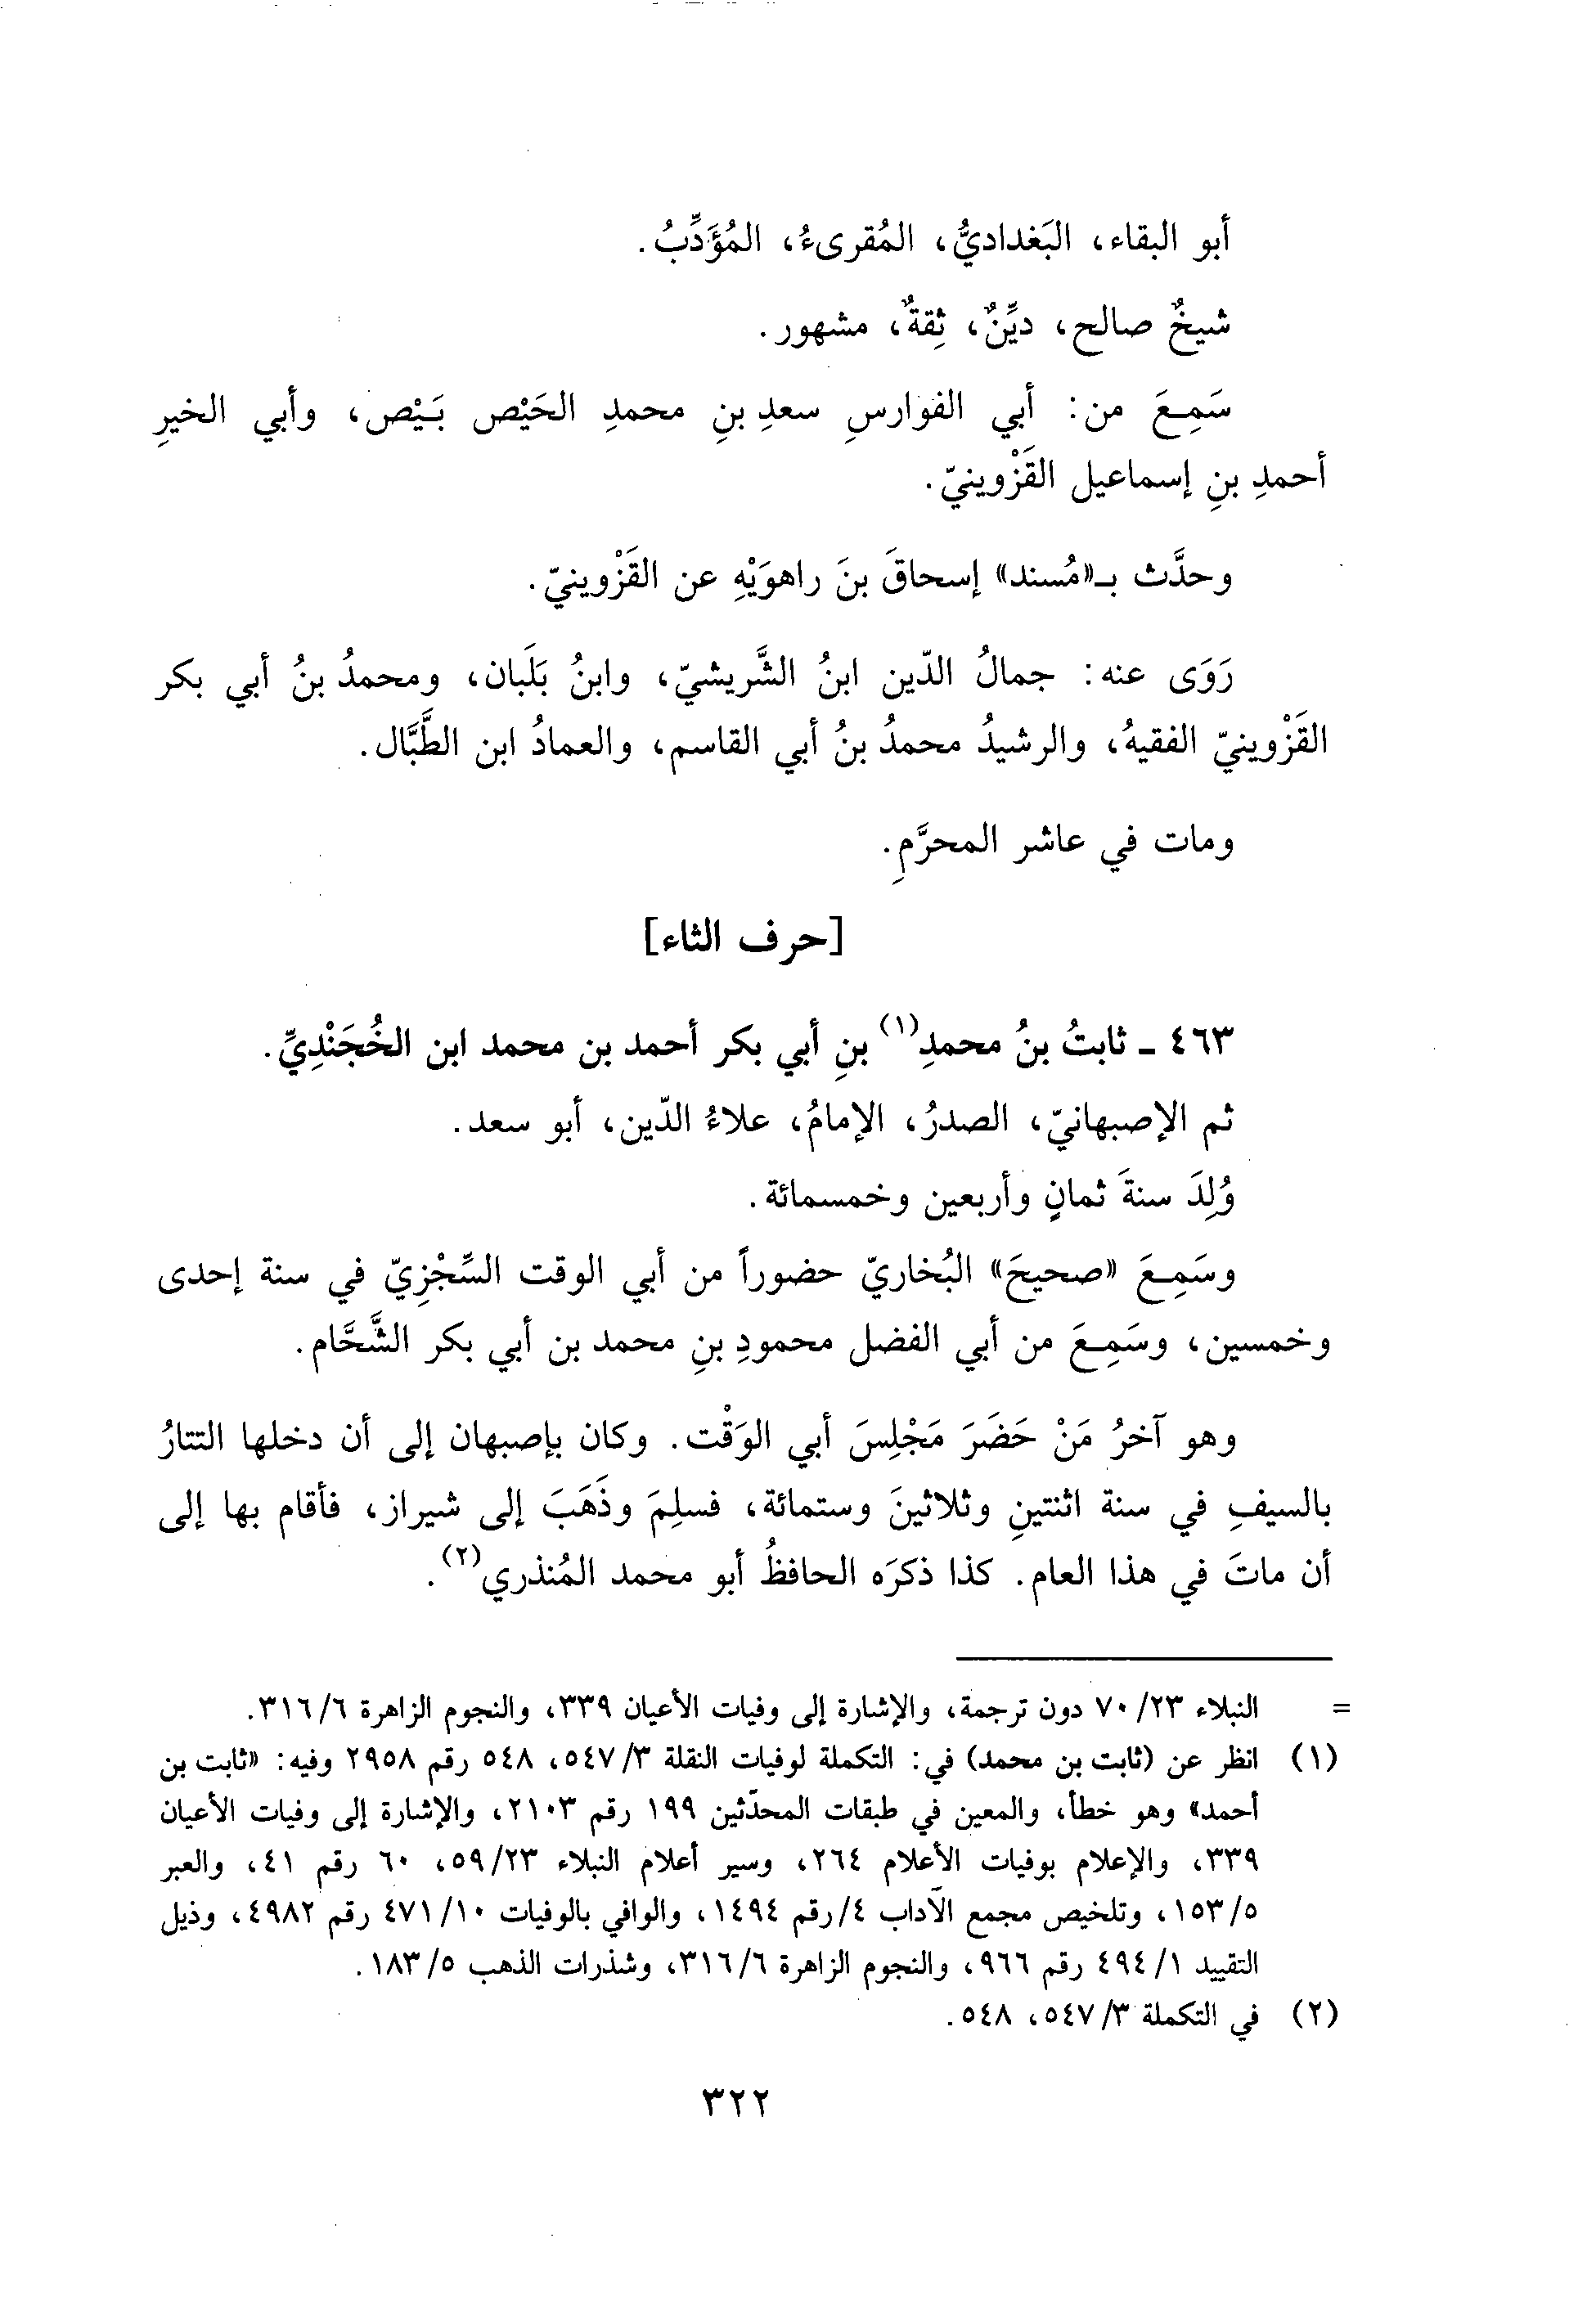 أبو البقاء، البَغداديُّ، المُقرىءُ، المُؤَدِّبُ.
شيخٌ صالح، ديِّنٌ، ثِقةٌ، مشهور.
سَمِعَ من: أبي الفوارسِ سعدِ بنِ محمدِ الحَيْص بَيْص، وأبي الخيرِ
أحمدِ بنِ إسماعيل القَزْوينيّ.
وحدَّث بـ«مُسند» إسحاقَ بنَ راهوَيْهِ عن القَزْوينيّ.
رَوَى عنه: جمالُ الدّين ابنُ الشَّريشيّ، وابنُ بَلَبان، ومحمدُ بنُ أبي بكر
القَزْوينيّ الفقيهُ، والرشيدُ محمدُ بنُ أبي القاسم، والعمادُ ابن الطَّبَّال.
ومات في عاشر المحرَّمِ.
[حرف الثاء]
٤٦٣ ـ ثابتُ بنُ محمدِ(١) بنِ أبي بكر أحمد بن محمد ابن الخُجَنْدِيِّ.
ثم الإصبهانيّ، الصدرُ، الإمامُ، علاءُ الدّين، أبو سعد.
وُلِدَ سنةَ ثمانٍ وأربعين وخمسمائة.
وسَمِعَ «صحيحَ» البُخاريّ حضوراً من أبي الوقت السِّجْزِيّ في سنة إحدى
وخمسين، وسَمِعَ من أبي الفضل محمودِ بنِ محمد بن أبي بكر الشَّحَّام.
وهو آخرُ مَنْ حَضَرَ مَجْلِسَ أبي الوَقْت. وكان بإصبهان إلى أن دخلها التتارُ
بالسيفِ في سنة اثنتينِ وثلاثينَ وستمائة، فسلِمَ وذَهَبَ إلى شيراز، فأقام بها إلى
أن ماتَ في هذا العام. كذا ذكرَه الحافظُ أبو محمد المُنذري(٢).
= النبلاء ٢٣/ ٧٠ دون ترجمة، والإشارة إلى وفيات الأعيان ٣٣٩، والنجوم الزاهرة ٦/ ٣١٦.
(١) انظر عن (ثابت بن محمد) في: التكملة لوفيات النقلة ٣/ ٥٤٧، ٥٤٨ رقم ٢٩٥٨ وفيه: «ثابت بن
أحمد» وهو خطأ، والمعين في طبقات المحدّثين ١٩٩ رقم ٢١٠٣، والإشارة إلى وفيات الأعيان
٣٣٩، والإعلام بوفيات الأعلام ٢٦٤، وسير أعلام النبلاء ٢٣/ ٥٩، ٦٠ رقم ٤١، والعبر
٥/ ١٥٣، وتلخيص مجمع الآداب ٤/رقم ١٤٩٤، والوافي بالوفيات ١٠/ ٤٧١ رقم ٤٩٨٢، وذيل
التقييد ١/ ٤٩٤ رقم ٩٦٦، والنجوم الزاهرة ٦/ ٣١٦، وشذرات الذهب ٥/ ١٨٣.
(٢) في التكملة ٣/ ٥٤٧، ٥٤٨.
٣٢٢